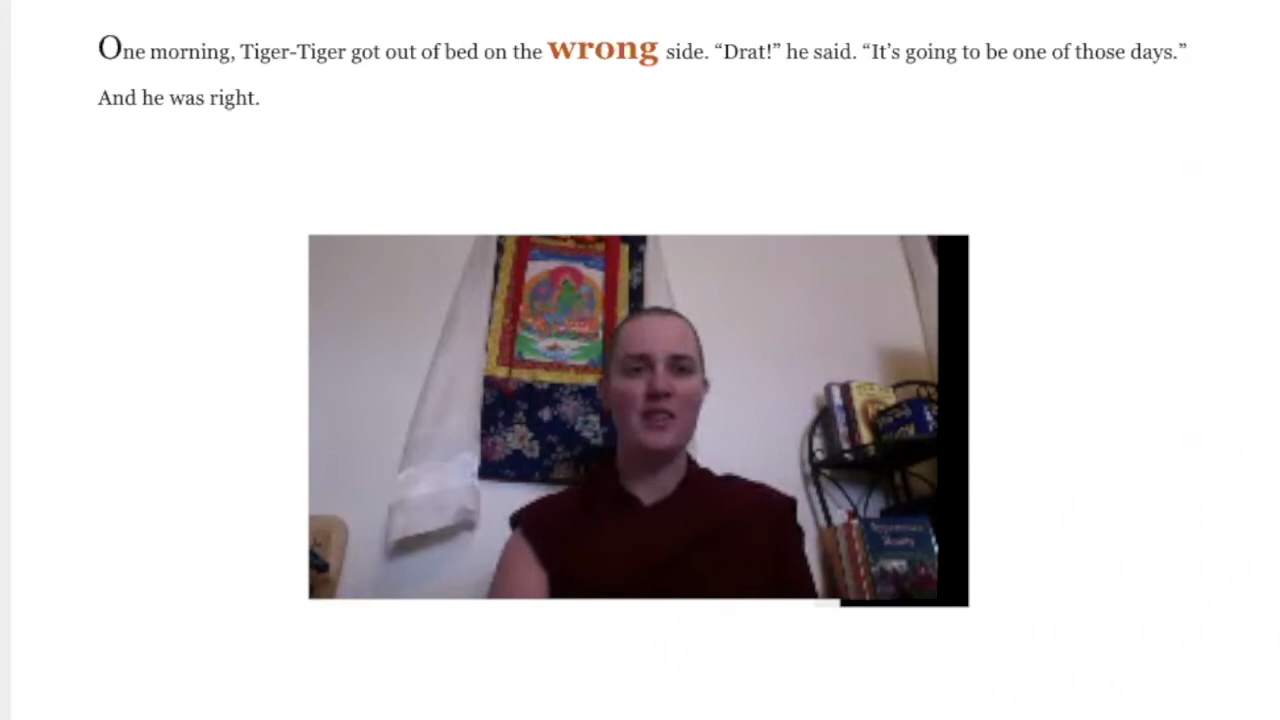 One morning, Tiger-Tiger got out of bed on the wrong side. “Drat!” he said. “It’s going to be one of those days.”
And he was right.